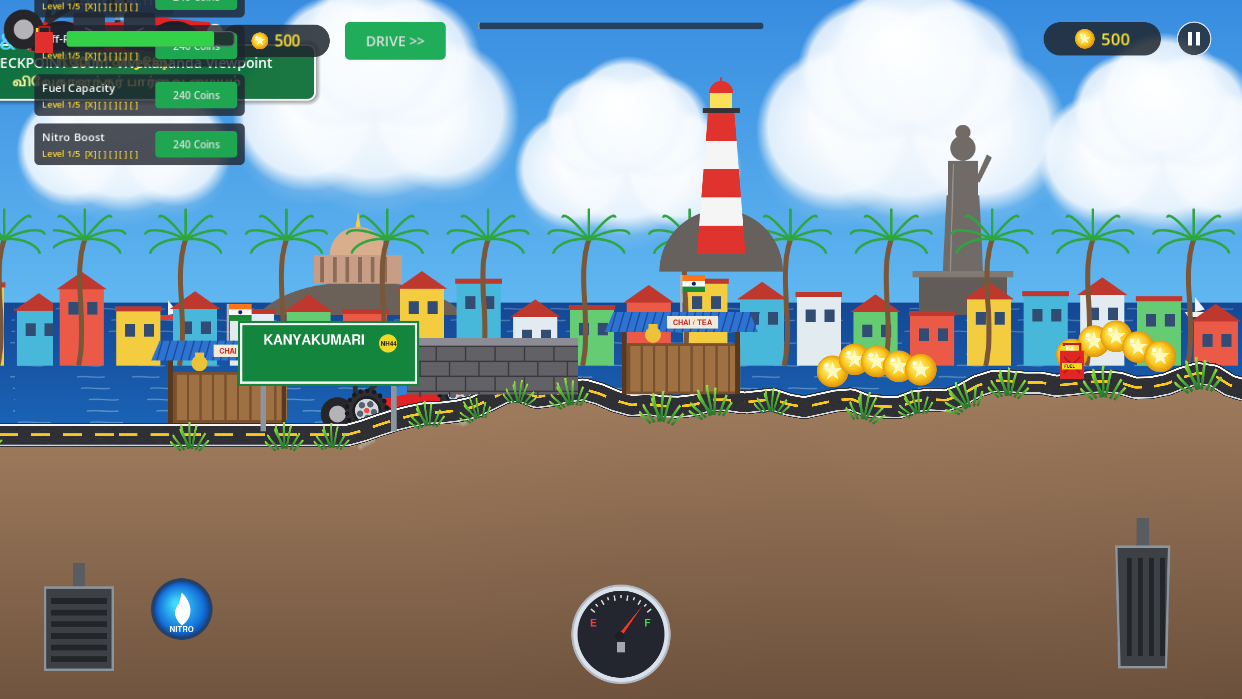 Level 1/5 [X][ ][ ][ ][ ]
500
DRIVE >>
500
240 Coins
Level 1/5 [X][ ][ ][ ][ ]
viewpoint
Fuel Capacity
240 Coins
Level 1/5 [X][ ][ ][ ][ ]
Nitro Boost
240 Coins
Level 1/5 [X][ ][ ][ ][ ]
CHAI / TEA
KANYAKUMARI
NH44
CHAI
FUEL
E
F
NITRO